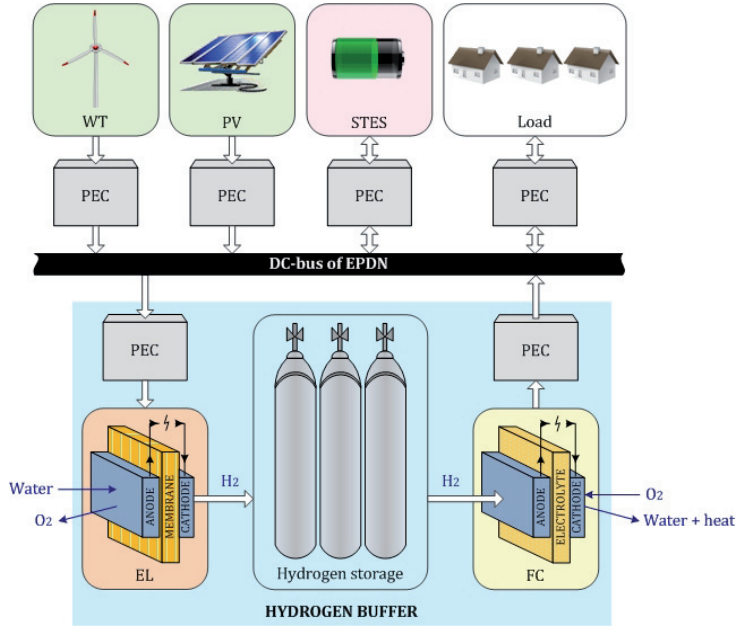 WT
PV
STES
Load
PEC
PEC
PEC
PEC
DC-bus of EPDN
PEC
PEC
Water
O2
ANODE
MEMBRANE
CATHODE
EL
H2
Hydrogen storage
H2
ANODE
ELECTROLYTE
CATHODE
FC
O2
Water + heat
HYDROGEN BUFFER